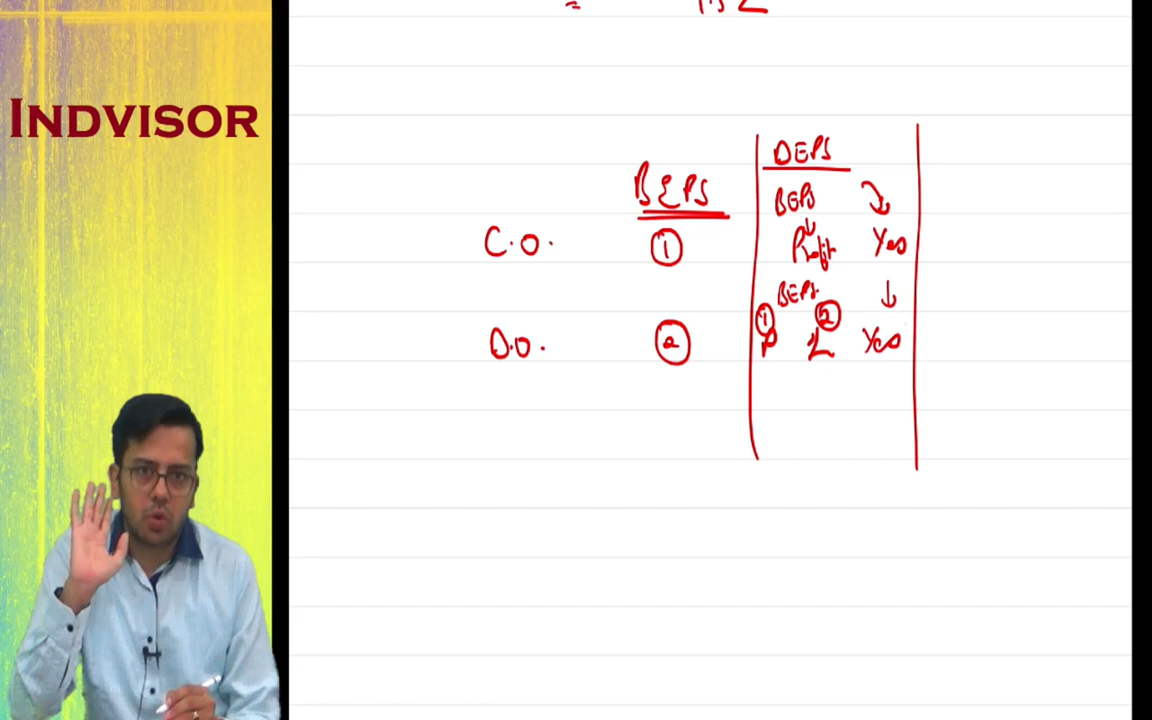 INDVISOR
DEPS
BEPS
BEPS
C.O. 1 Profit Yes
BEPS
1 2
D.O. 2 P L Yes